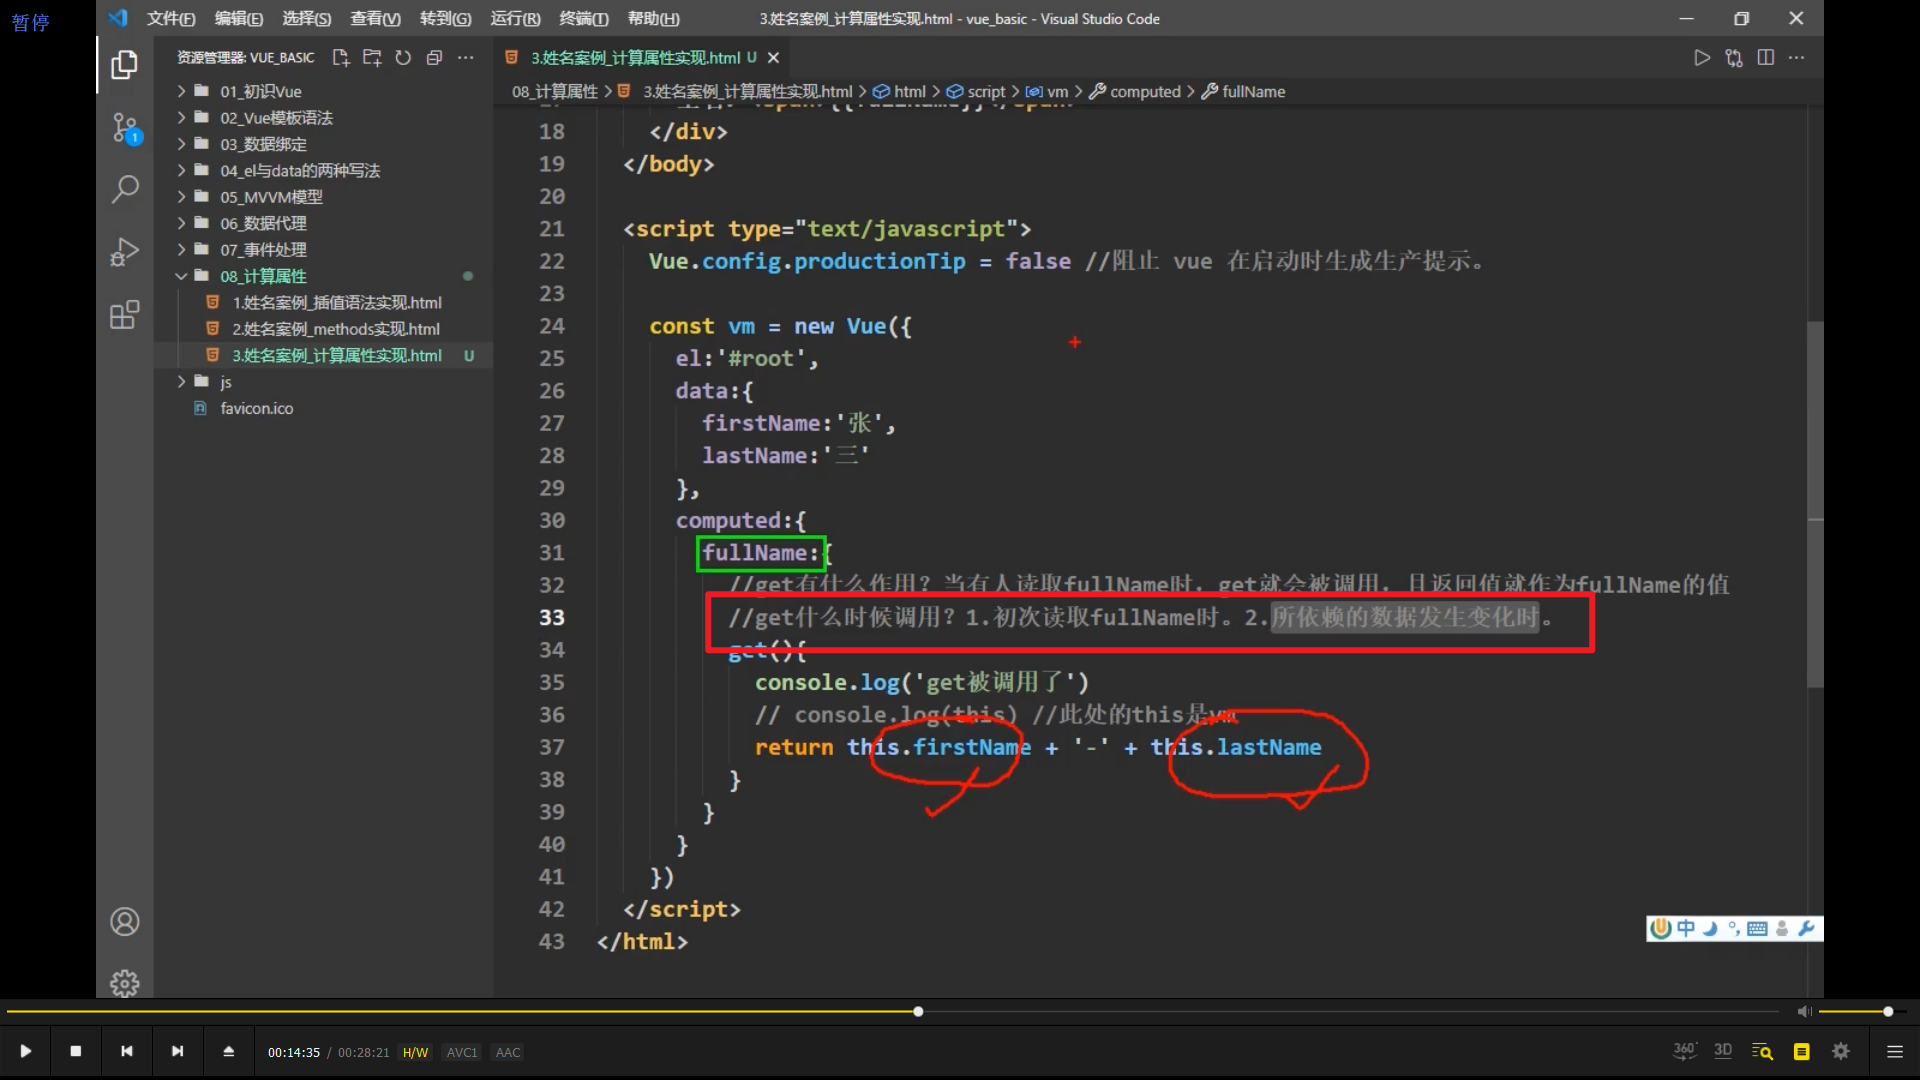 暂停
文件(F) 编辑(E) 选择(S) 查看(V) 转到(G) 运行(R) 终端(T) 帮助(H) 3.姓名案例_计算属性实现.html - vue_basic - Visual Studio Code
资源管理器: VUE_BASIC
01_初识Vue
02_Vue模板语法
03_数据绑定
04_el与data的两种写法
05_MVVM模型
06_数据代理
07_事件处理
08_计算属性
1.姓名案例_插值语法实现.html
2.姓名案例_methods实现.html
3.姓名案例_计算属性实现.html U
js
favicon.ico
1
3.姓名案例_计算属性实现.html U
08_计算属性 > 3.姓名案例_计算属性实现.html > html > script > vm > computed > fullName
18 </div>
19 </body>
20
21 <script type="text/javascript">
22 Vue.config.productionTip = false //阻止 vue 在启动时生成生产提示。
23
24 const vm = new Vue({
25 el:'#root',
26 data:{
27 firstName:'张',
28 lastName:'三'
29 },
30 computed:{
31 fullName:{
32 //get有什么作用？当有人读取fullName时，get就会被调用，且返回值就作为fullName的值
33 //get什么时候调用？1.初次读取fullName时。2.所依赖的数据发生变化时。
34 get(){
35 console.log('get被调用了')
36 // console.log(this) //此处的this是vm
37 return this.firstName + '-' + this.lastName
38 }
39 }
40 }
41 })
42 </script>
43 </html>
中
00:14:35 / 00:28:21 H/W AVC1 AAC
360° 3D